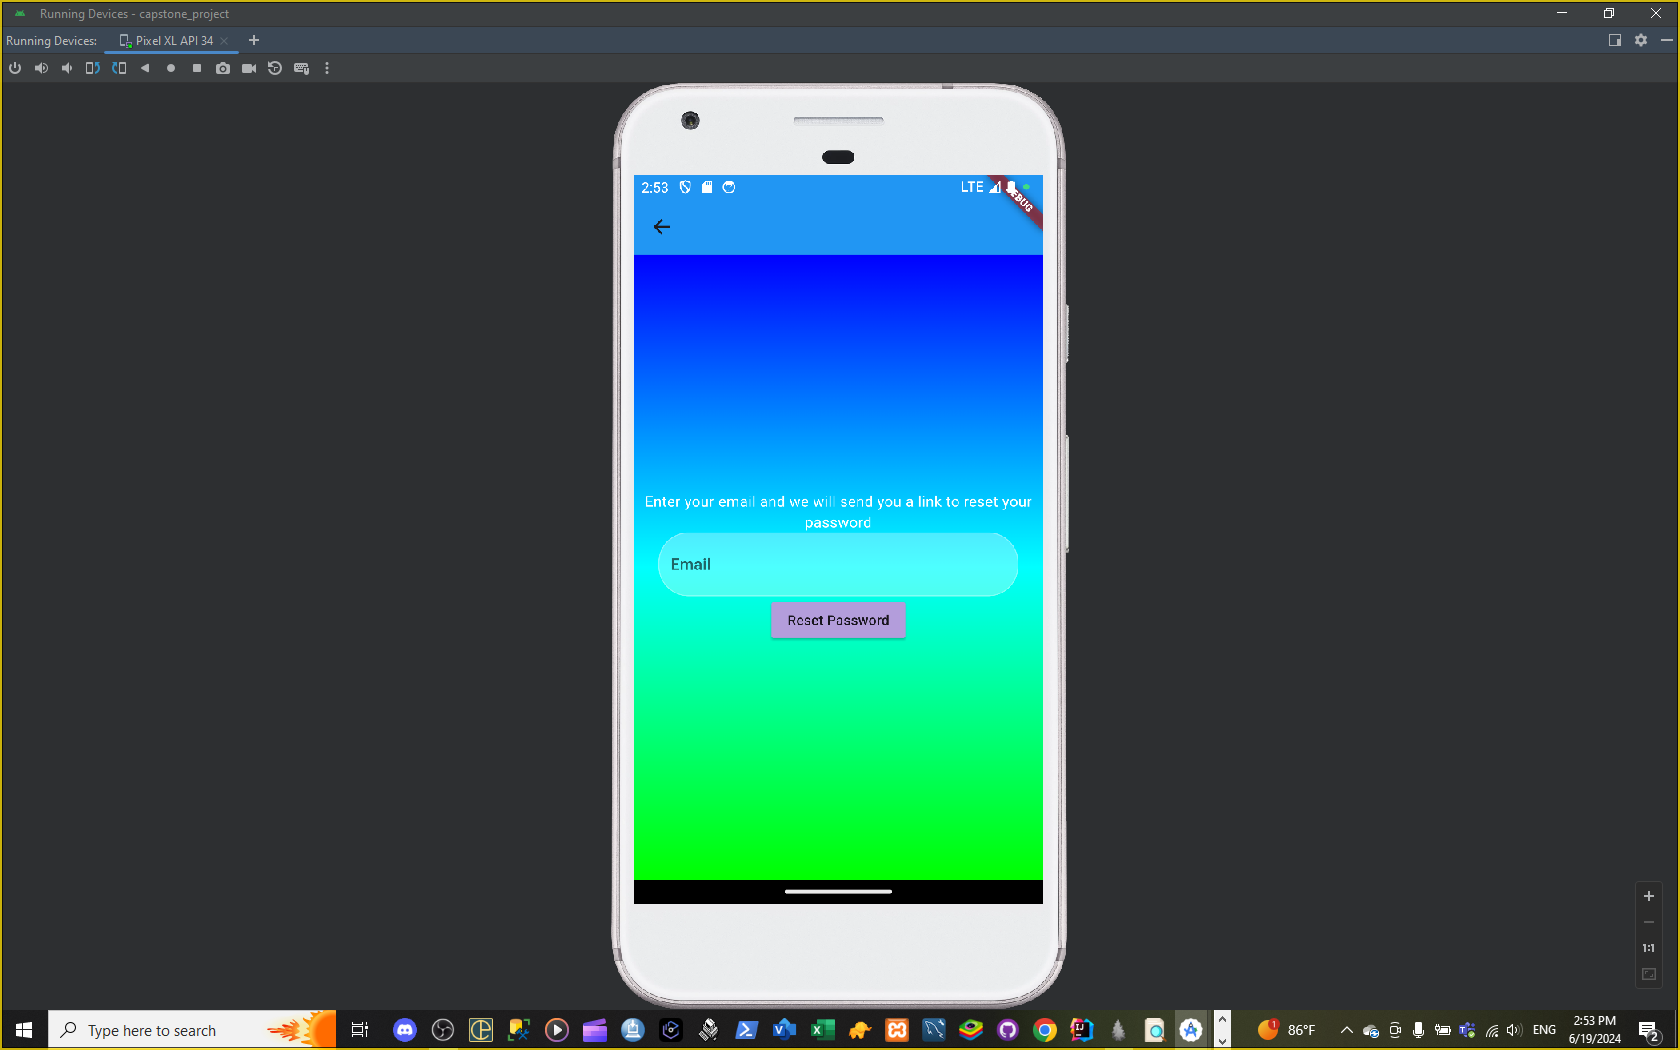 Running Devices - capstone_project
Running Devices:
Pixel XL API 34
2:53
LTE
DEBUG
Enter your email and we will send you a link to reset your
password
Email
Reset Password
1:1
Type here to search
86°F
ENG
2:53 PM
6/19/2024
2